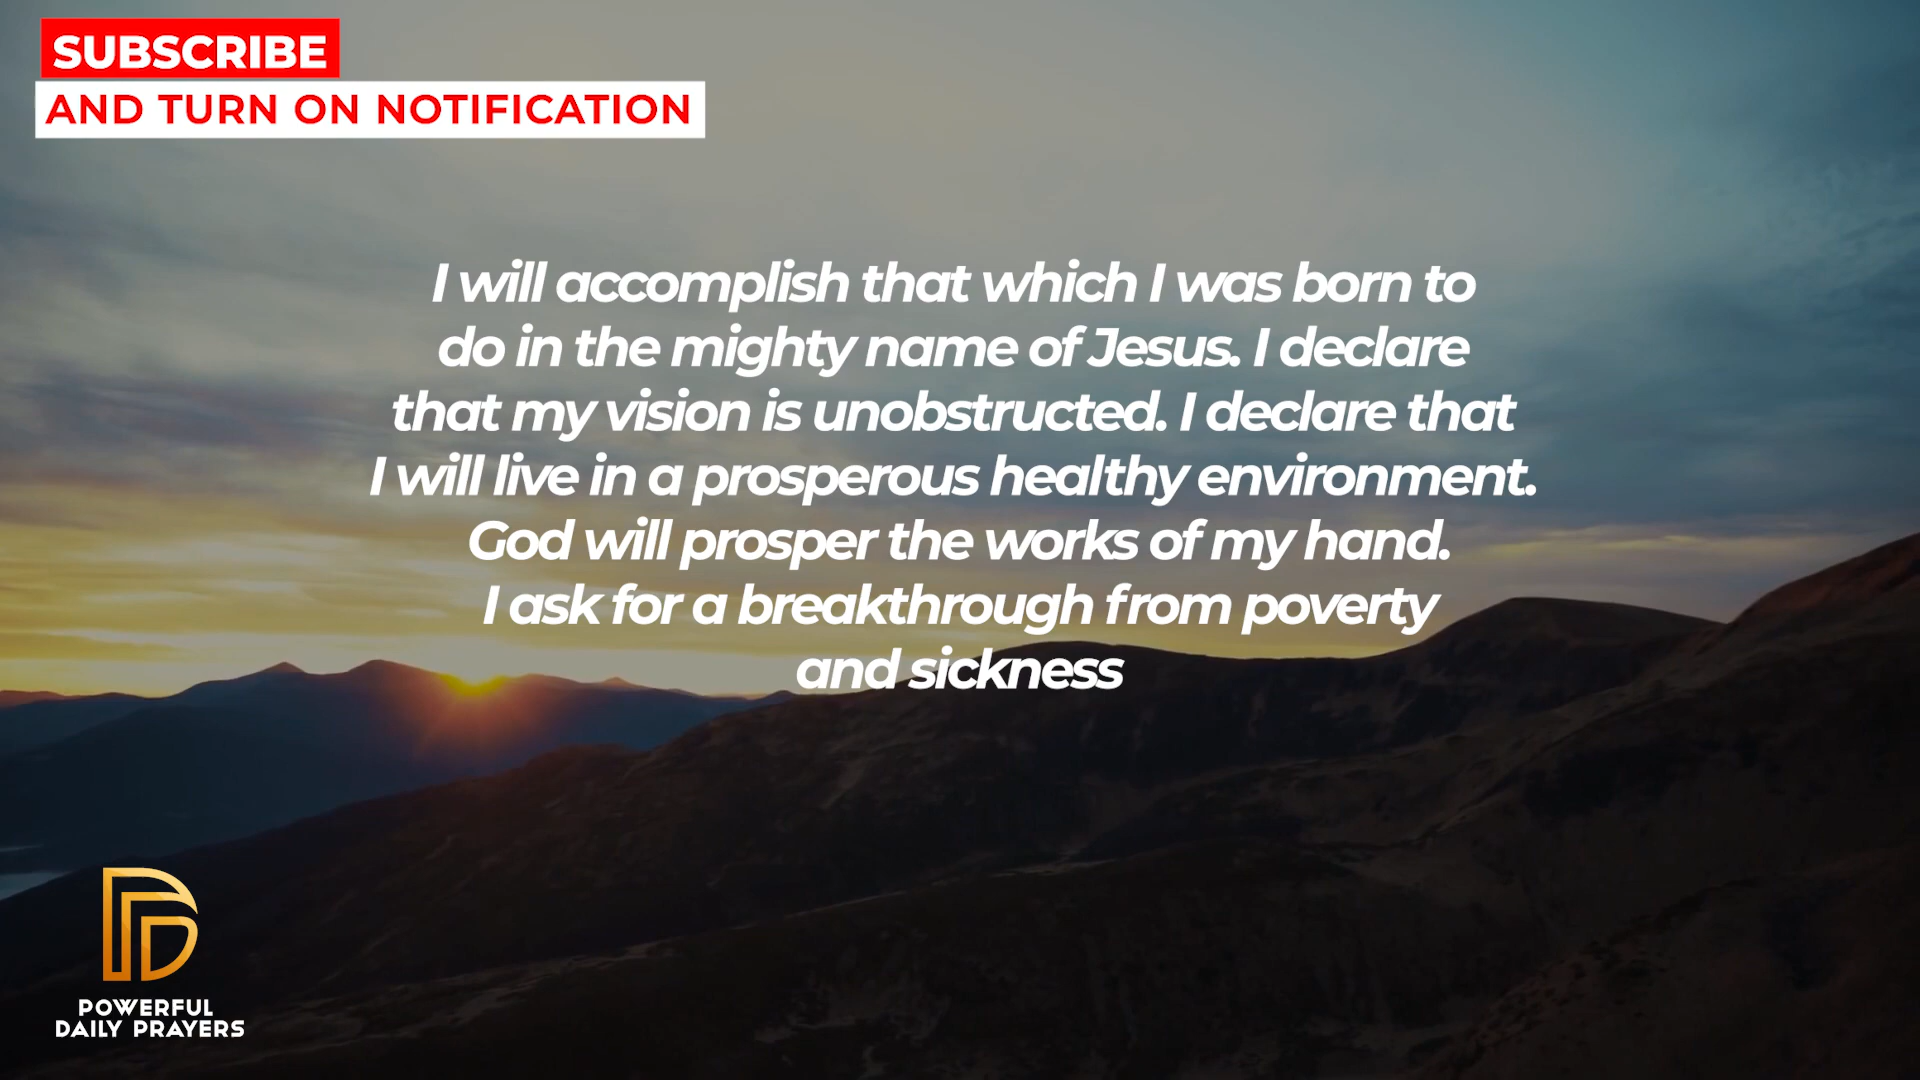 SUBSCRIBE
AND TURN ON NOTIFICATION
I will accomplish that which I was born to
do in the mighty name of Jesus. I declare
that my vision is unobstructed. I declare that
I will live in a prosperous healthy environment.
God will prosper the works of my hand.
I ask for a breakthrough from poverty
and sickness
POWERFUL
DAILY PRAYERS